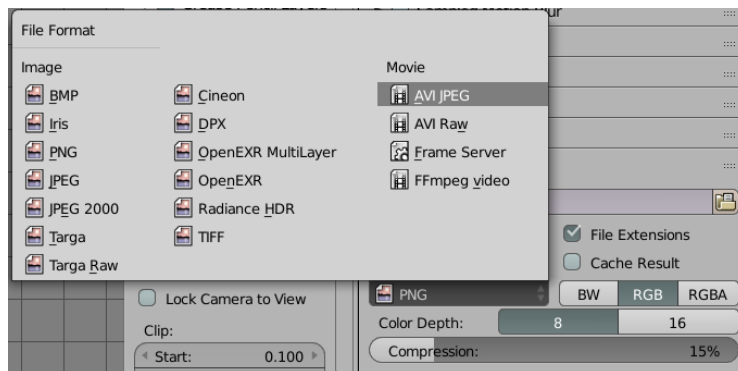 File Format
Image
Movie
BMP
Cineon
AVI JPEG
Iris
DPX
AVI Raw
PNG
OpenEXR MultiLayer
Frame Server
JPEG
OpenEXR
FFmpeg video
JPEG 2000
Radiance HDR
Targa
TIFF
Targa Raw
File Extensions
Cache Result
PNG
BW
RGB
RGBA
Lock Camera to View
Color Depth:
8
16
Clip:
Start:
0.100
Compression:
15%